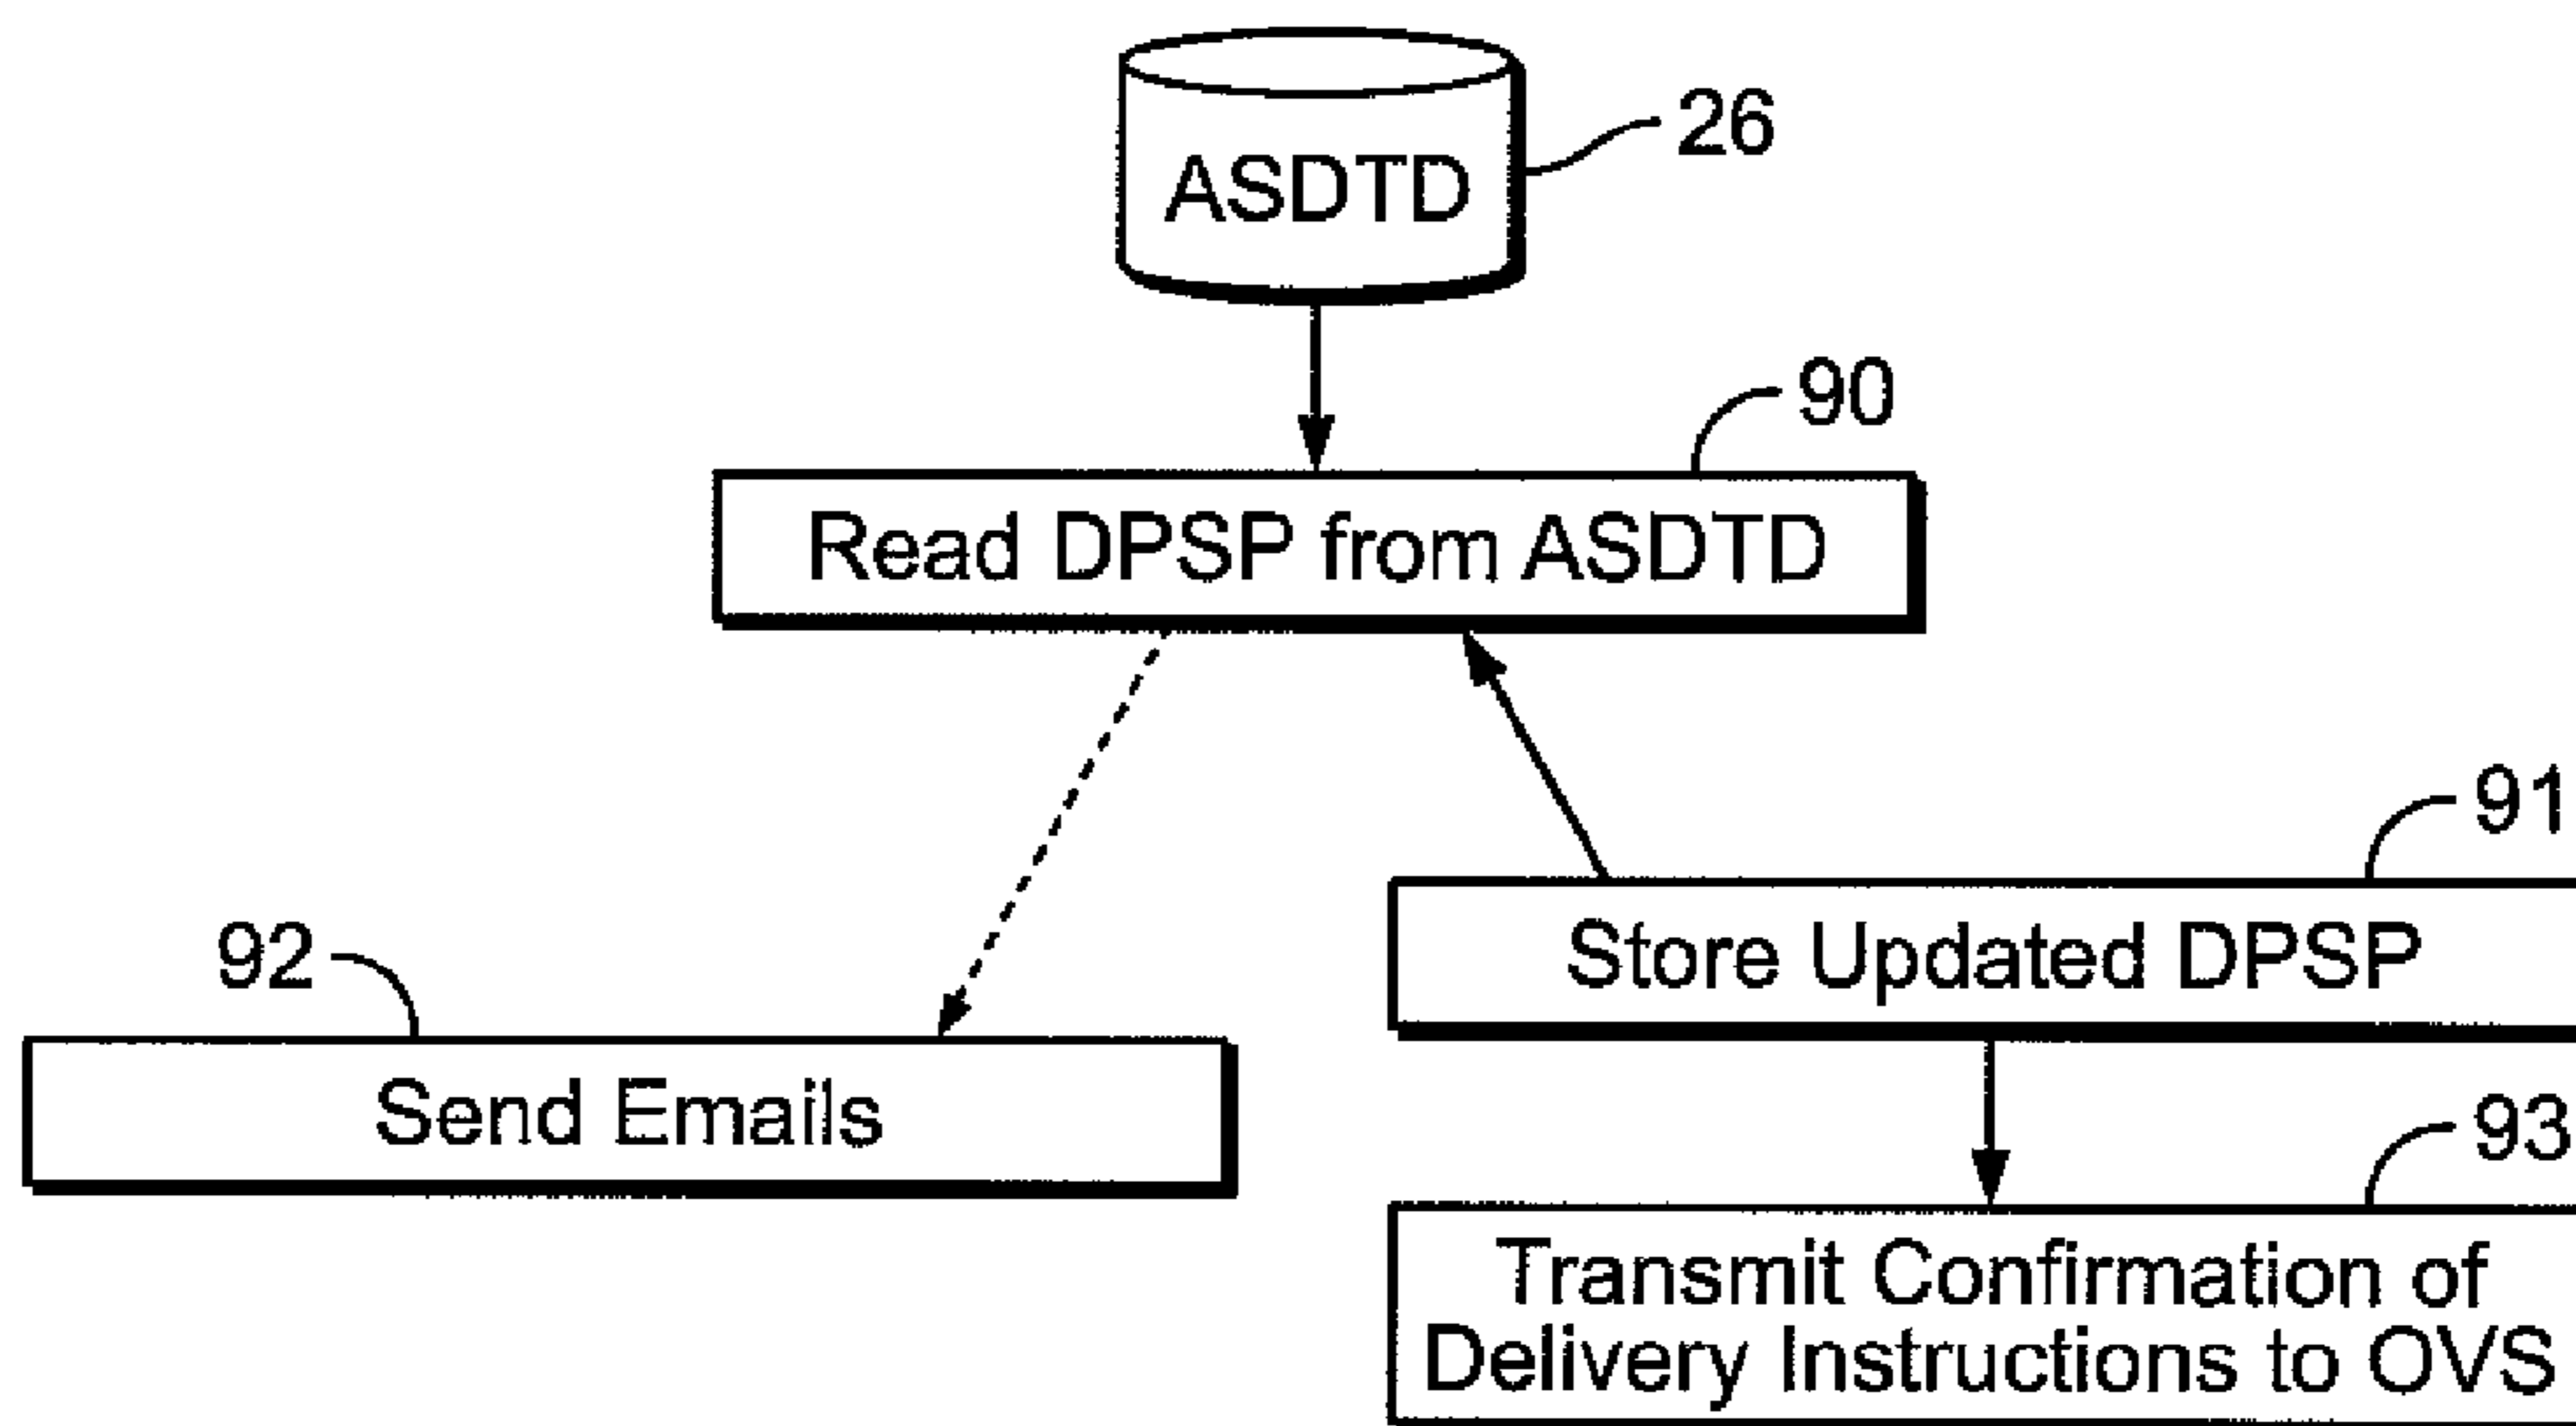 ASDTD
26
90
Read DPSP from ASDTD
91
Store Updated DPSP
92
Send Emails
93
Transmit Confirmation of
Delivery Instructions to OVS